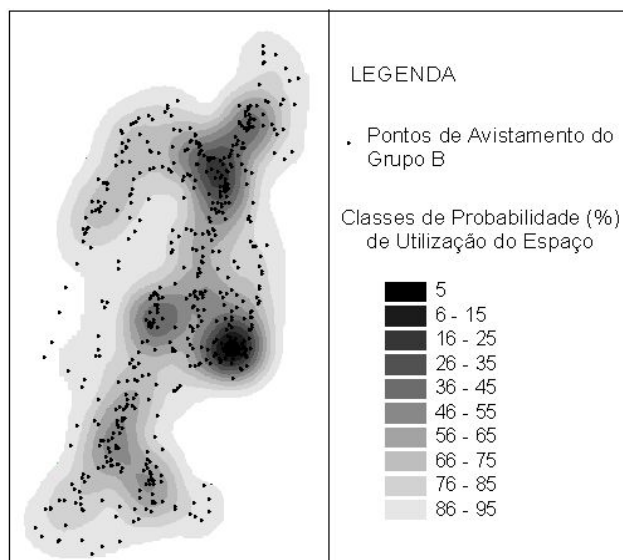 LEGENDA
Pontos de Avistamento do
Grupo B
Classes de Probabilidade (%)
de Utilização do Espaço
5
6 - 15
16 - 25
26 - 35
36 - 45
46 - 55
56 - 65
66 - 75
76 - 85
86 - 95